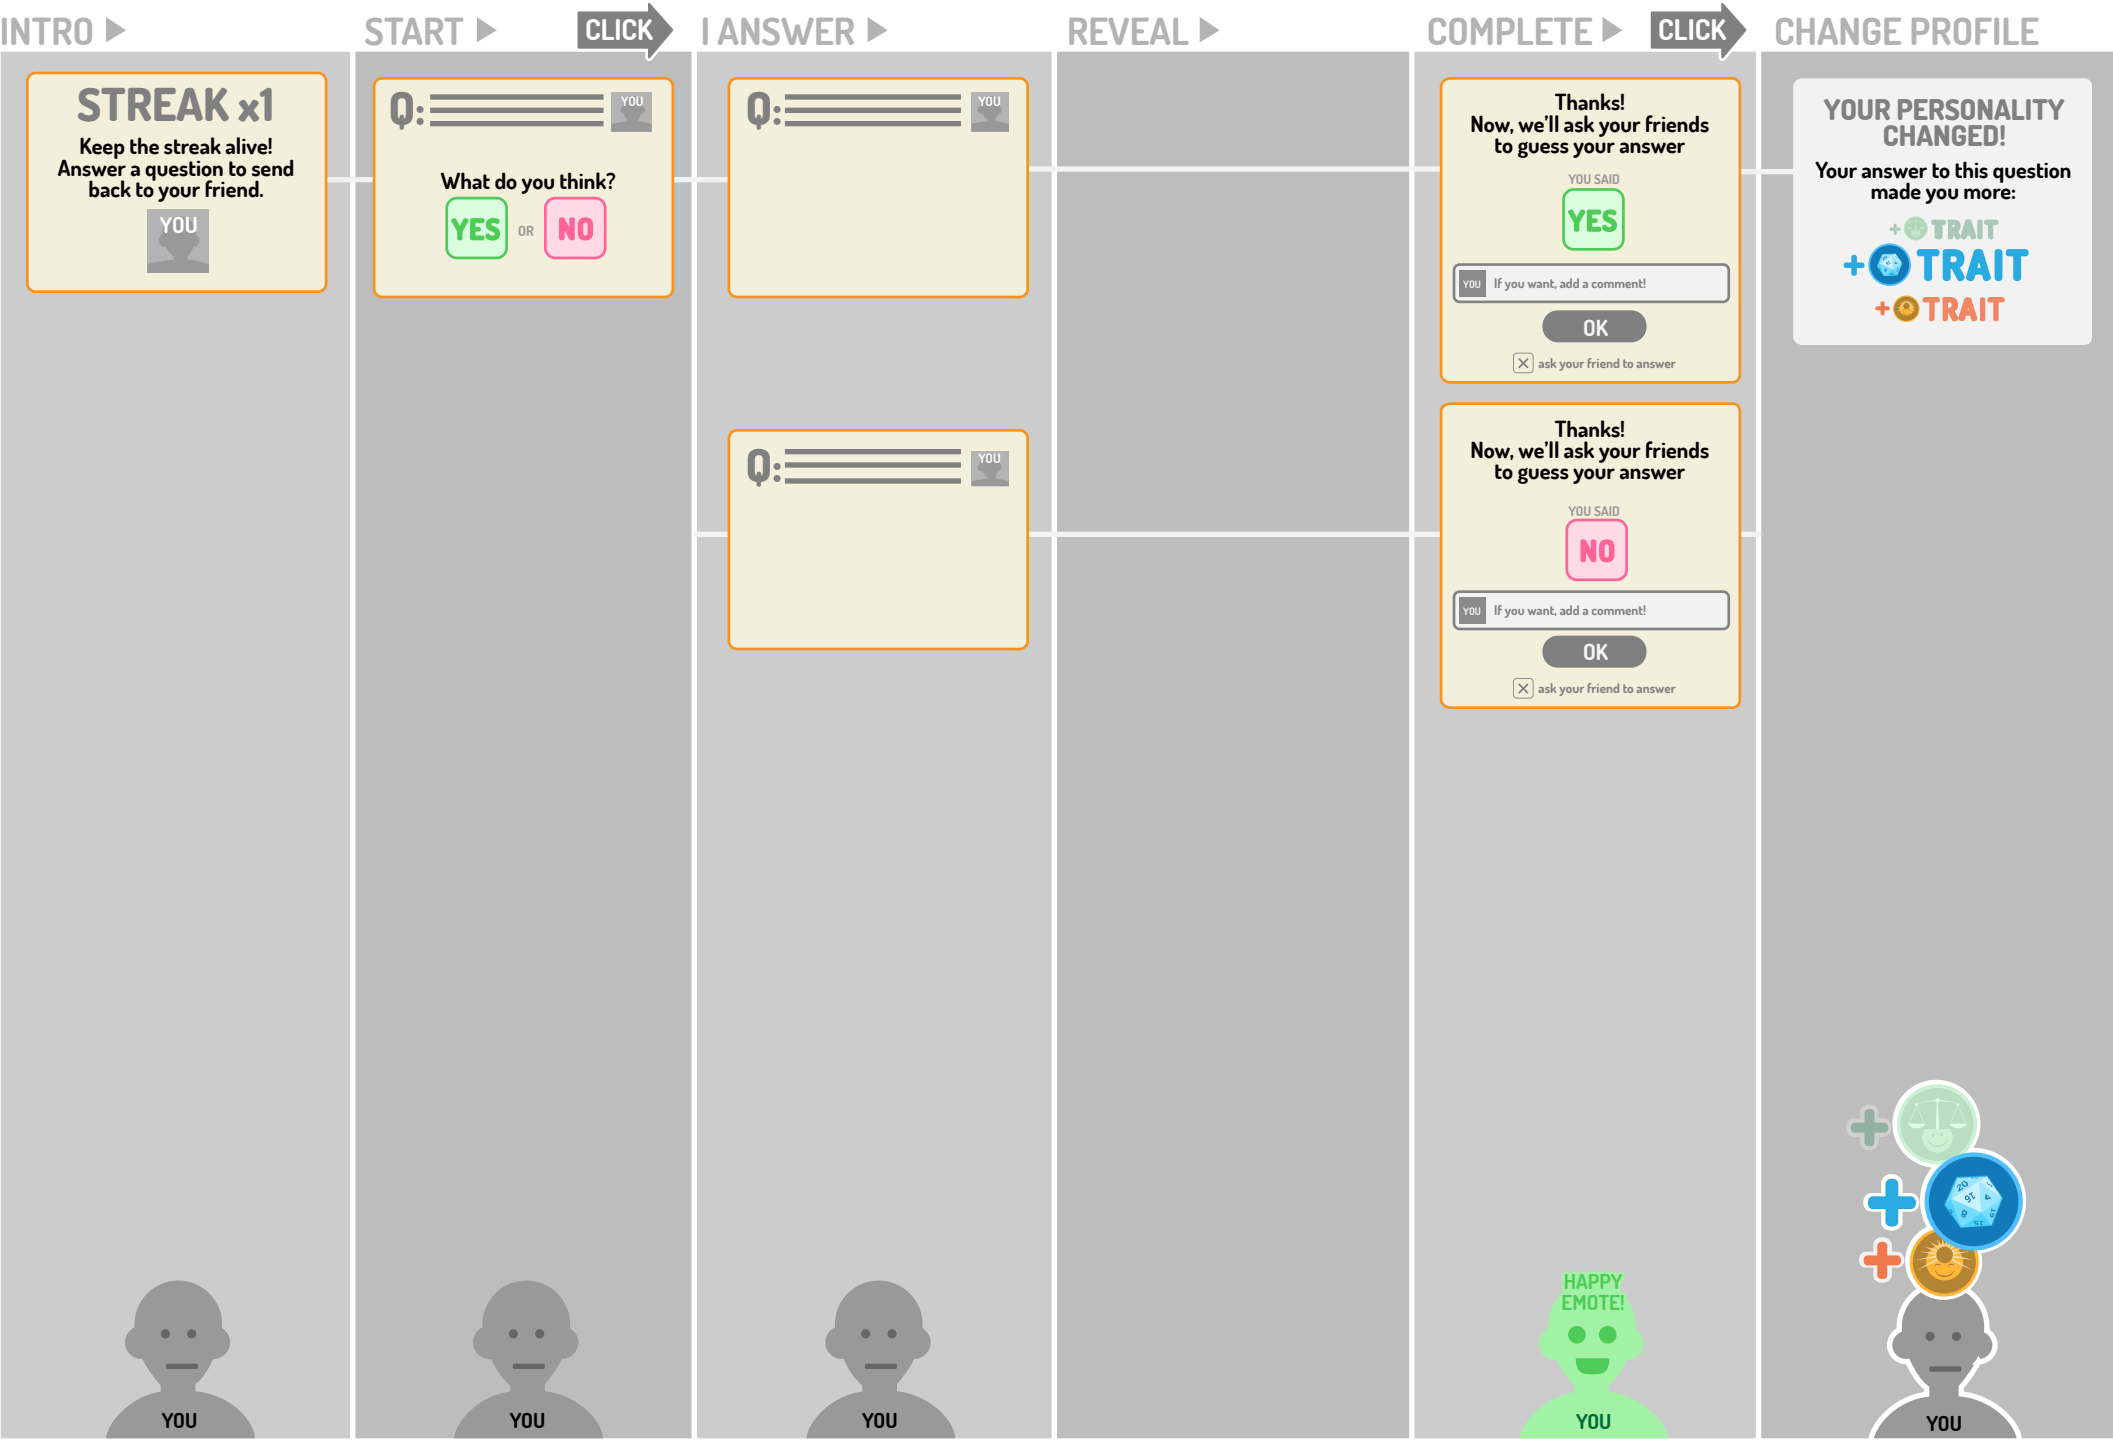 INTRO
START
CLICK
I ANSWER
REVEAL
COMPLETE
CLICK
CHANGE PROFILE
STREAK x1
Keep the streak alive!
Answer a question to send
back to your friend.
YOU
Q:
YOU
What do you think?
YES OR NO
Q:
YOU
Q:
YOU
Thanks!
Now, we'll ask your friends
to guess your answer
YOU SAID
YES
YOU If you want, add a comment!
OK
ask your friend to answer
Thanks!
Now, we'll ask your friends
to guess your answer
YOU SAID
NO
YOU If you want, add a comment!
OK
ask your friend to answer
YOUR PERSONALITY
CHANGED!
Your answer to this question
made you more:
+ TRAIT
+ TRAIT
+ TRAIT
YOU
YOU
YOU
HAPPY
EMOTE!
YOU
YOU